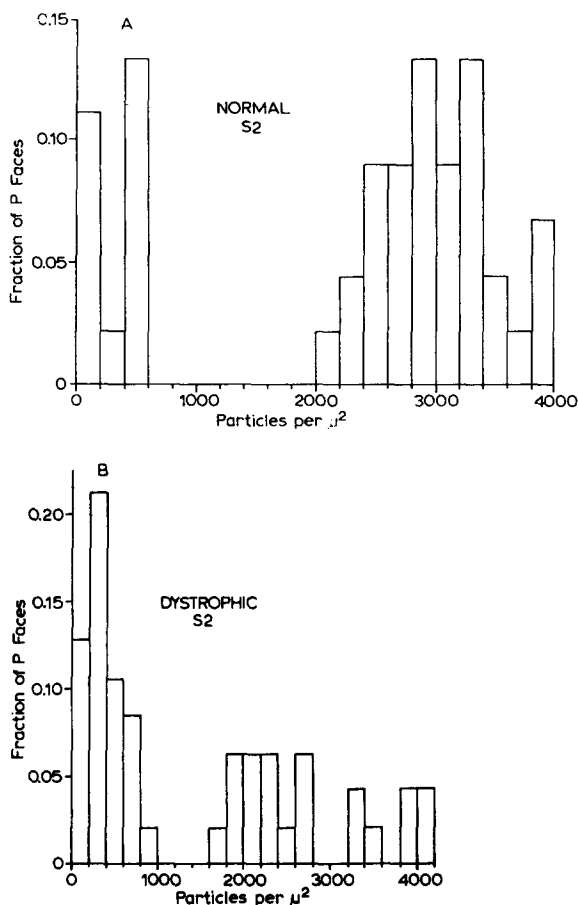 A
NORMAL
S2
Fraction of P Faces
0.15
0.10
0.05
0
0 1000 2000 3000 4000
Particles per μ²
B
DYSTROPHIC
S2
Fraction of P Faces
0.20
0.15
0.10
0.05
0
0 1000 2000 3000 4000
Particles per μ²